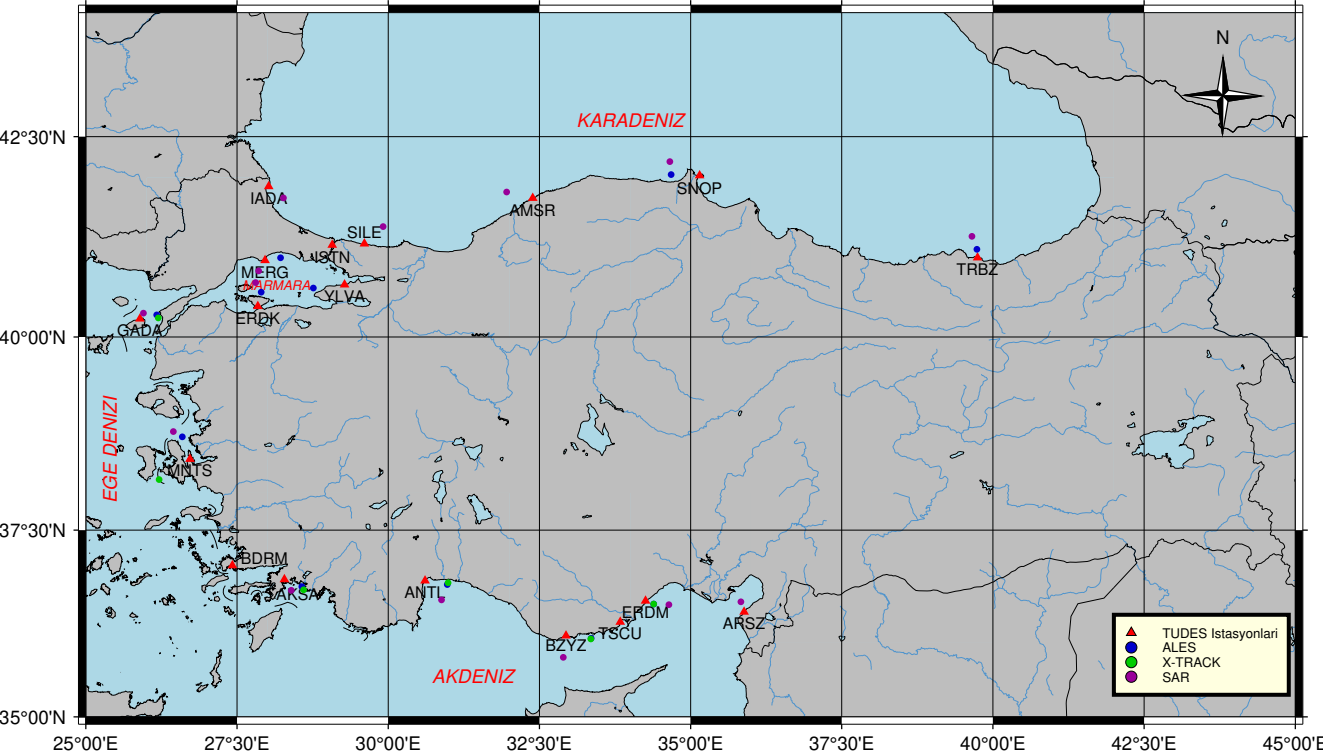 N
KARADENIZ
42°30'N
SNOP
IADA
AMSR
SILE
ISTN
TRBZ
MERG
MARMARA
YLVA
ERDK
GADA
40°00'N
EGE DENIZI
MNTS
37°30'N
BDRM
AKSA
ANTL
ERDM
ARSZ
TSCU
BZYZ
AKDENIZ
TUDES Istasyonlari
ALES
X-TRACK
SAR
35°00'N
25°00'E 27°30'E 30°00'E 32°30'E 35°00'E 37°30'E 40°00'E 42°30'E 45°00'E